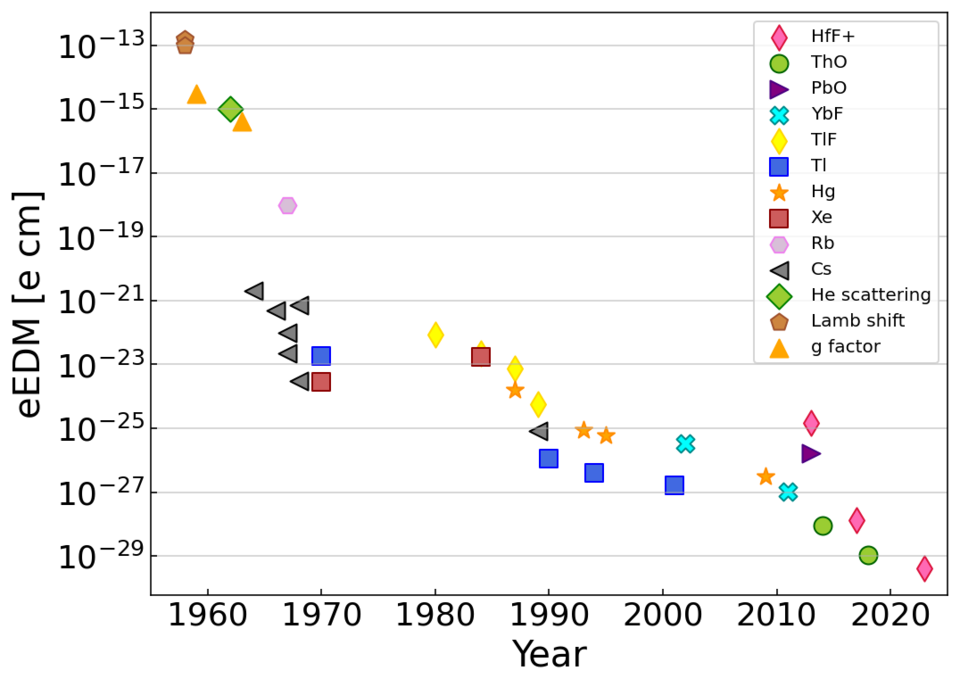 eEDM [e cm]
10⁻¹³
10⁻¹⁵
10⁻¹⁷
10⁻¹⁹
10⁻²¹
10⁻²³
10⁻²⁵
10⁻²⁷
10⁻²⁹
HfF+
ThO
PbO
YbF
TlF
Tl
Hg
Xe
Rb
Cs
He scattering
Lamb shift
g factor
1960 1970 1980 1990 2000 2010 2020
Year